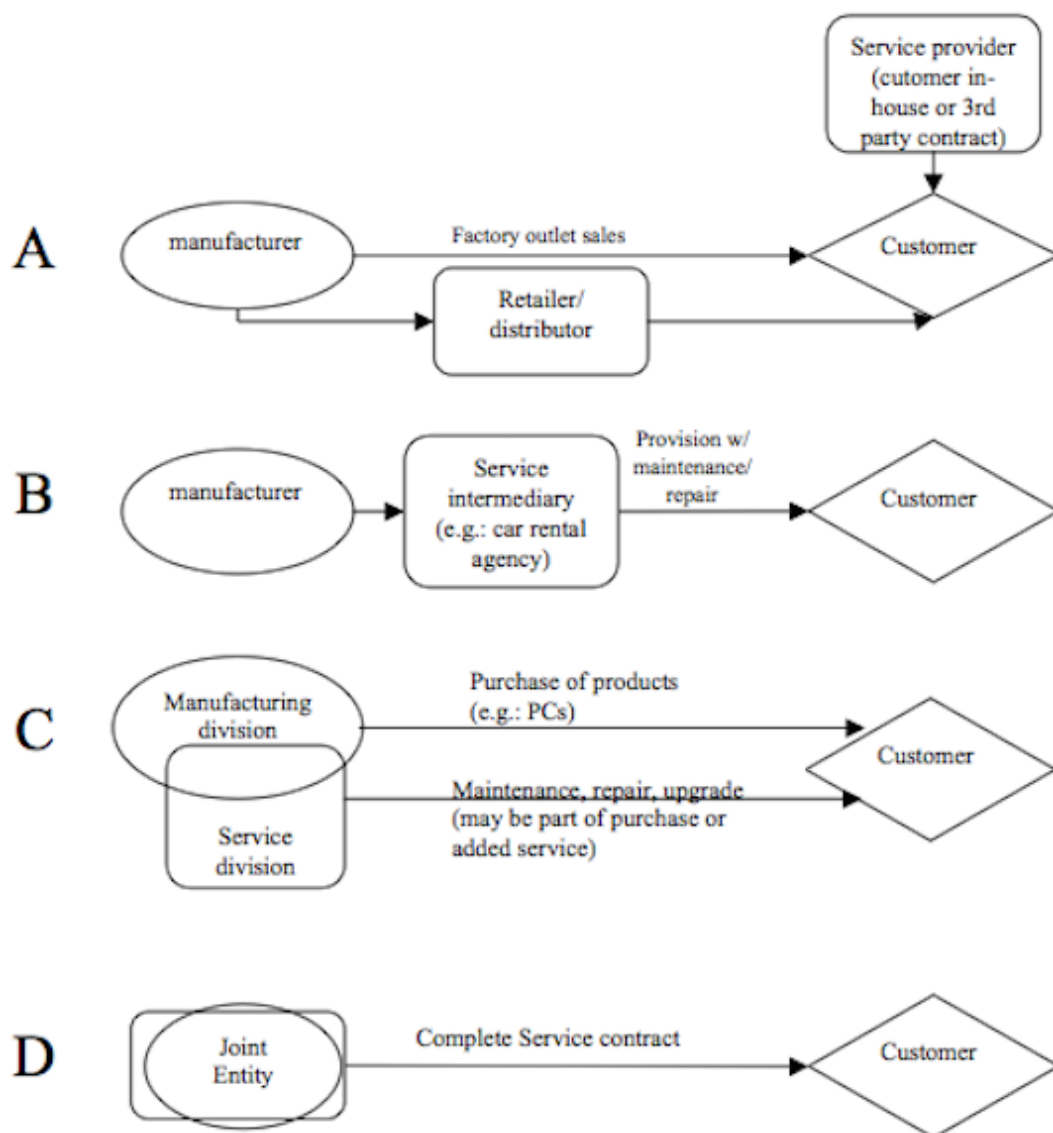 Service provider
(cutomer in-
house or 3rd
party contract)
A
manufacturer
Factory outlet sales
Customer
Retailer/
distributor
B
manufacturer
Service
intermediary
(e.g.: car rental
agency)
Provision w/
maintenance/
repair
Customer
C
Manufacturing
division
Purchase of products
(e.g.: PCs)
Customer
Service
division
Maintenance, repair, upgrade
(may be part of purchase or
added service)
D
Joint
Entity
Complete Service contract
Customer